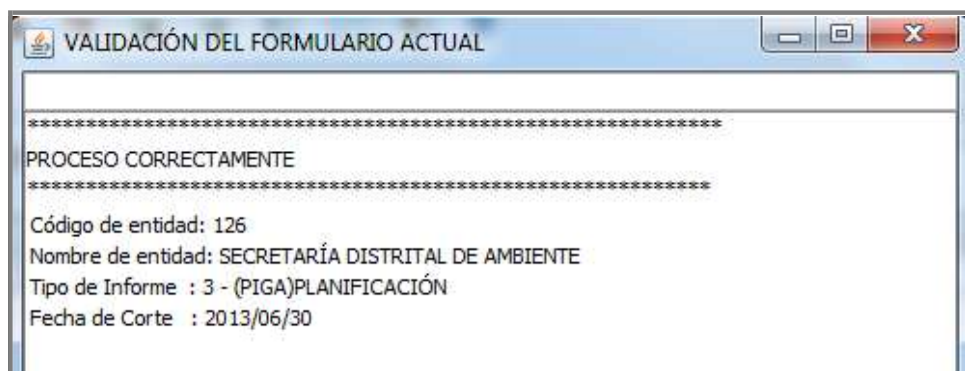 VALIDACIÓN DEL FORMULARIO ACTUAL
************************************************************
PROCESO CORRECTAMENTE
***********************************************************
Código de entidad: 126
Nombre de entidad: SECRETARÍA DISTRITAL DE AMBIENTE
Tipo de Informe : 3 - (PIGA)PLANIFICACIÓN
Fecha de Corte : 2013/06/30